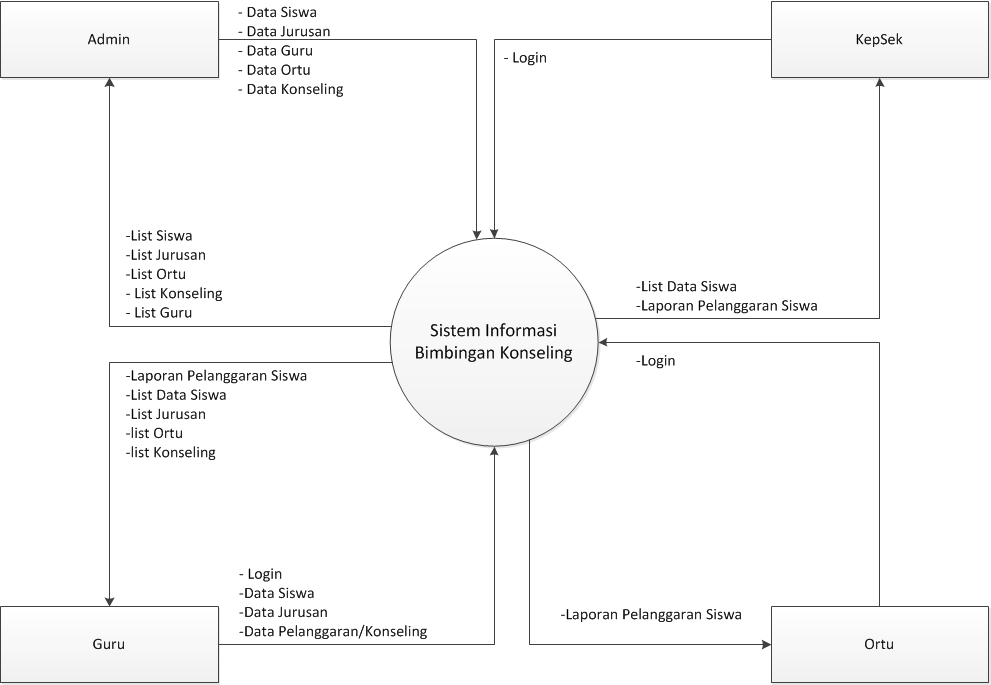 Admin
- Data Siswa
- Data Jurusan
- Data Guru
- Data Ortu
- Data Konseling
- Login
KepSek
-List Siswa
-List Jurusan
-List Ortu
- List Konseling
- List Guru
Sistem Informasi
Bimbingan Konseling
-List Data Siswa
-Laporan Pelanggaran Siswa
-Login
-Laporan Pelanggaran Siswa
-List Data Siswa
-List Jurusan
-list Ortu
-list Konseling
- Login
-Data Siswa
-Data Jurusan
-Data Pelanggaran/Konseling
Guru
-Laporan Pelanggaran Siswa
Ortu